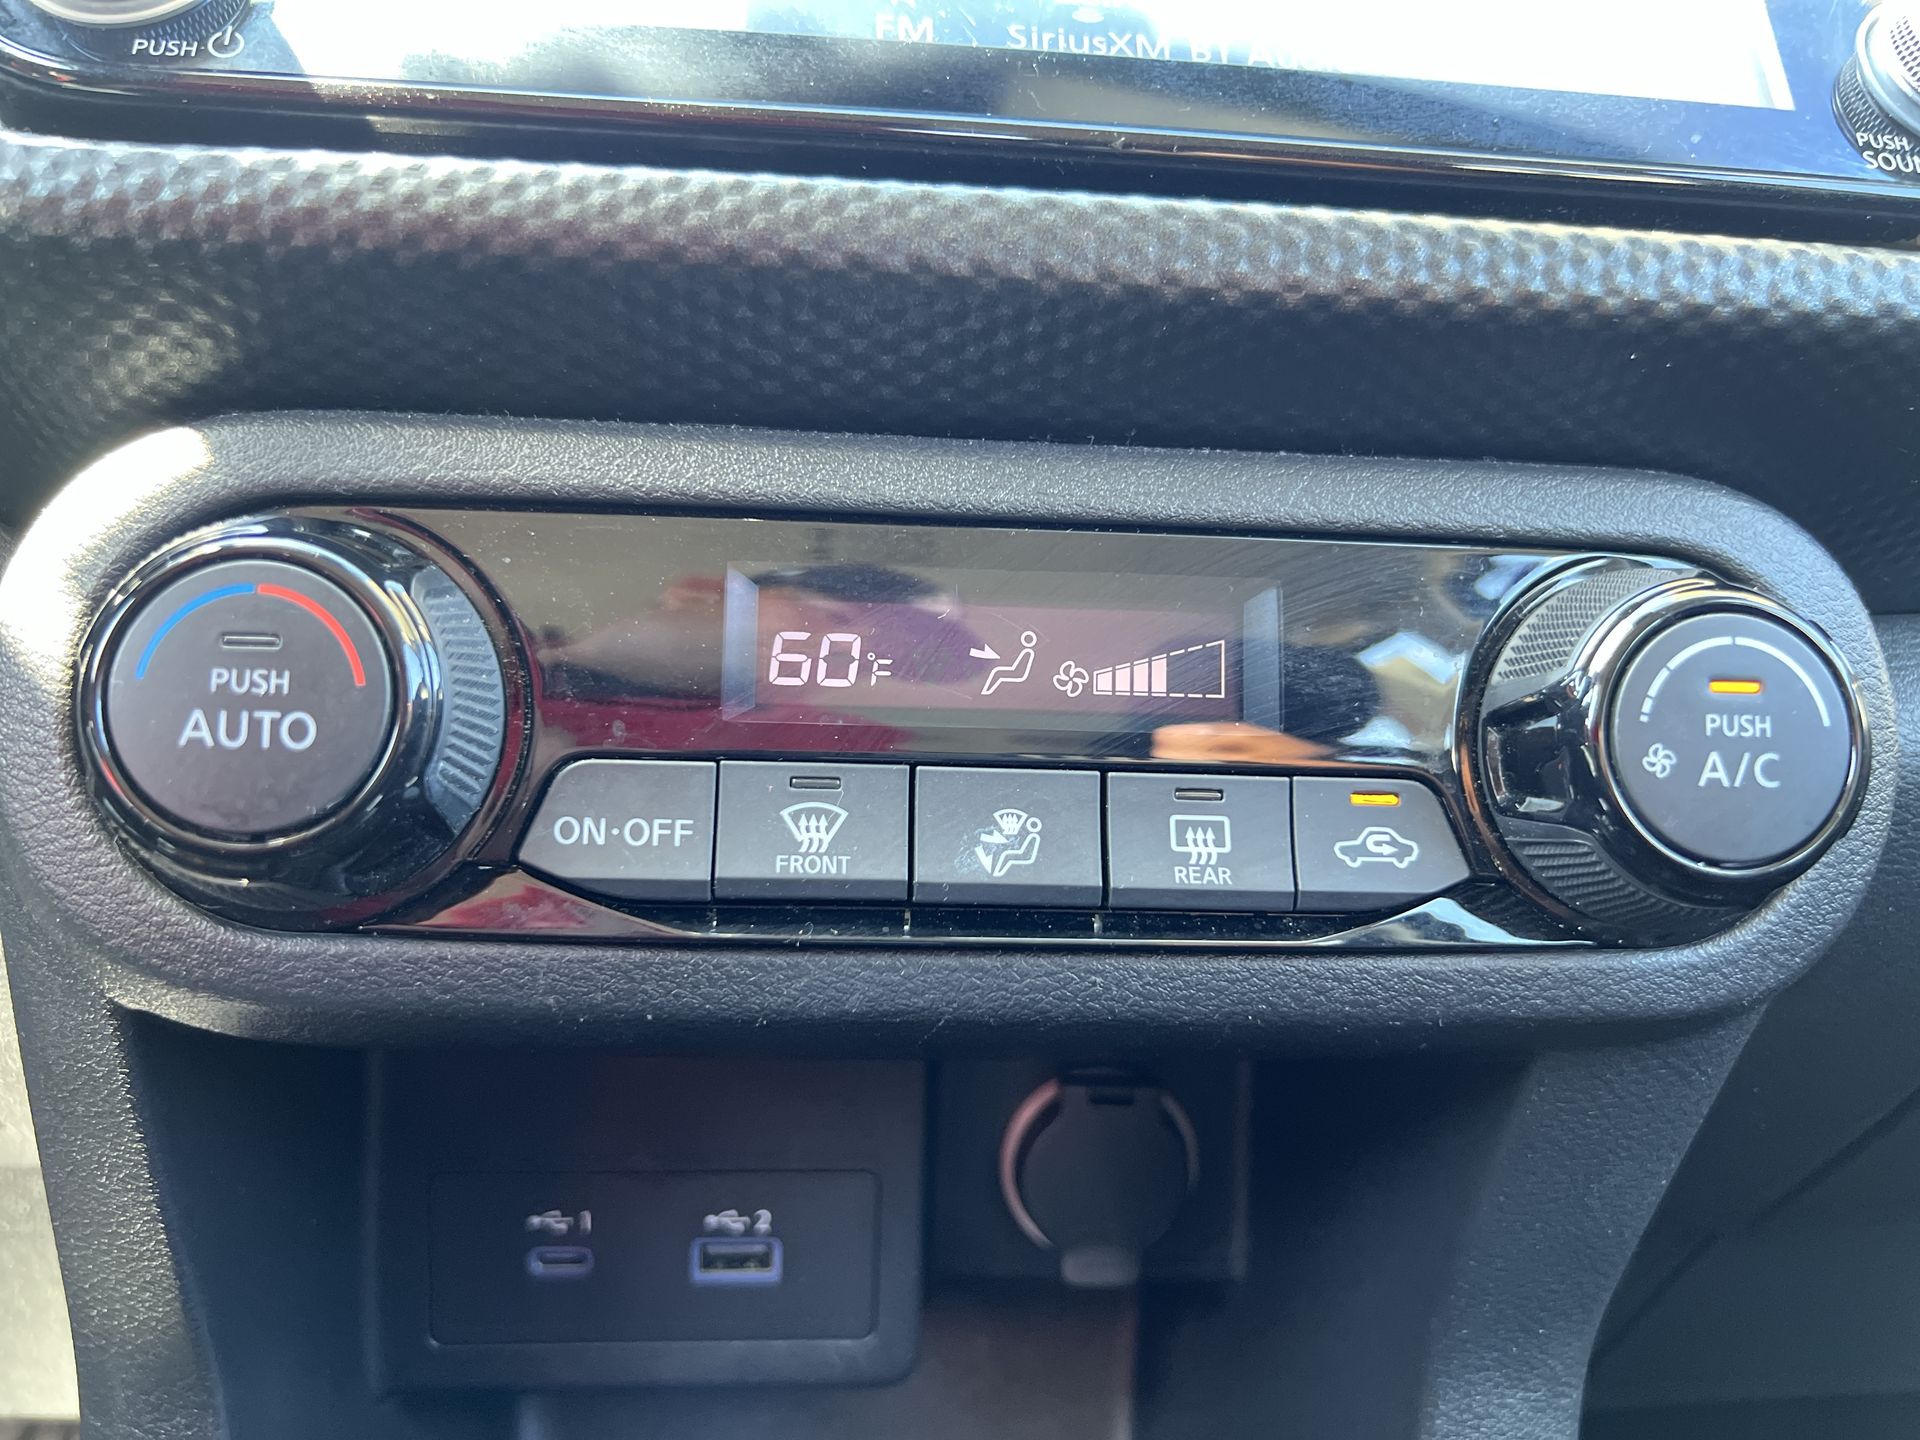 PUSH
FM
SiriusXM
PUSH
60°F
PUSH
AUTO
PUSH
A/C
ON·OFF
FRONT
REAR
1
2